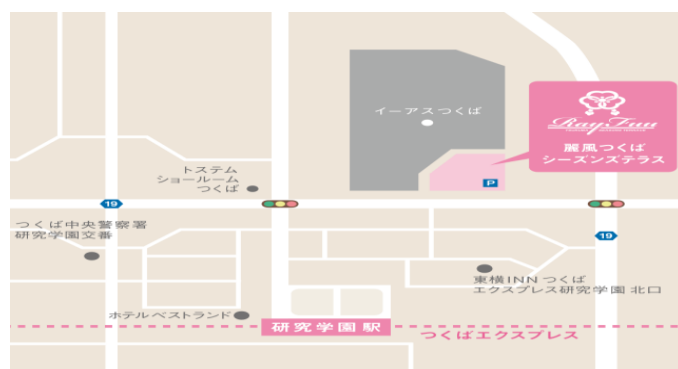 イーアスつくば
RayFuu
麗風つくば
シーズンズテラス
P
トステム
ショールーム
つくば
19
つくば中央警察署
研究学園交番
19
東横INN つくば
エクスプレス研究学園 北口
ホテルベストランド
研究学園駅
つくばエクスプレス